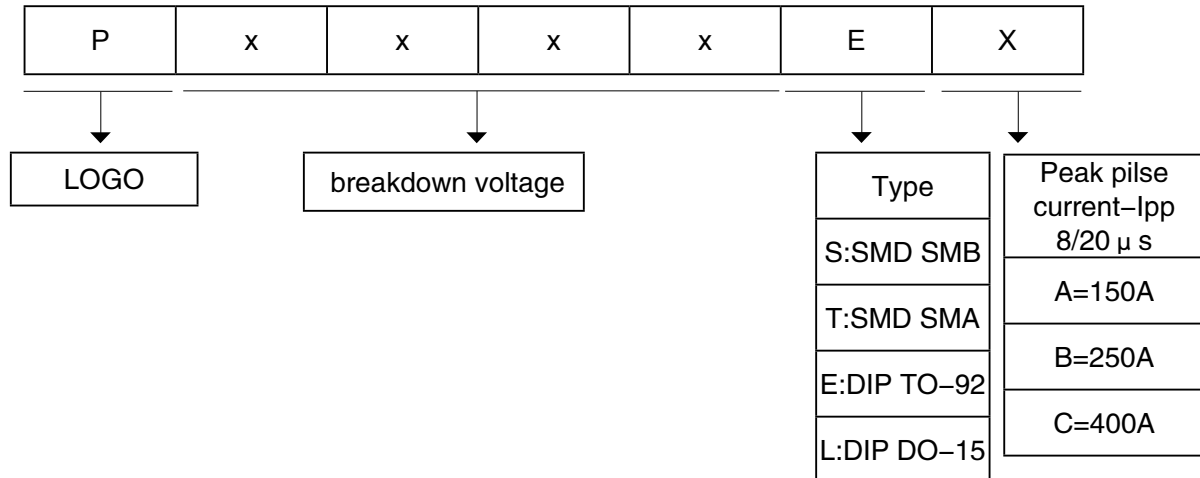 P x x x x E X
LOGO
breakdown voltage
Type
S:SMD SMB
T:SMD SMA
E:DIP TO−92
L:DIP DO−15
Peak pilse
current−Ipp
8/20 μ s
A=150A
B=250A
C=400A